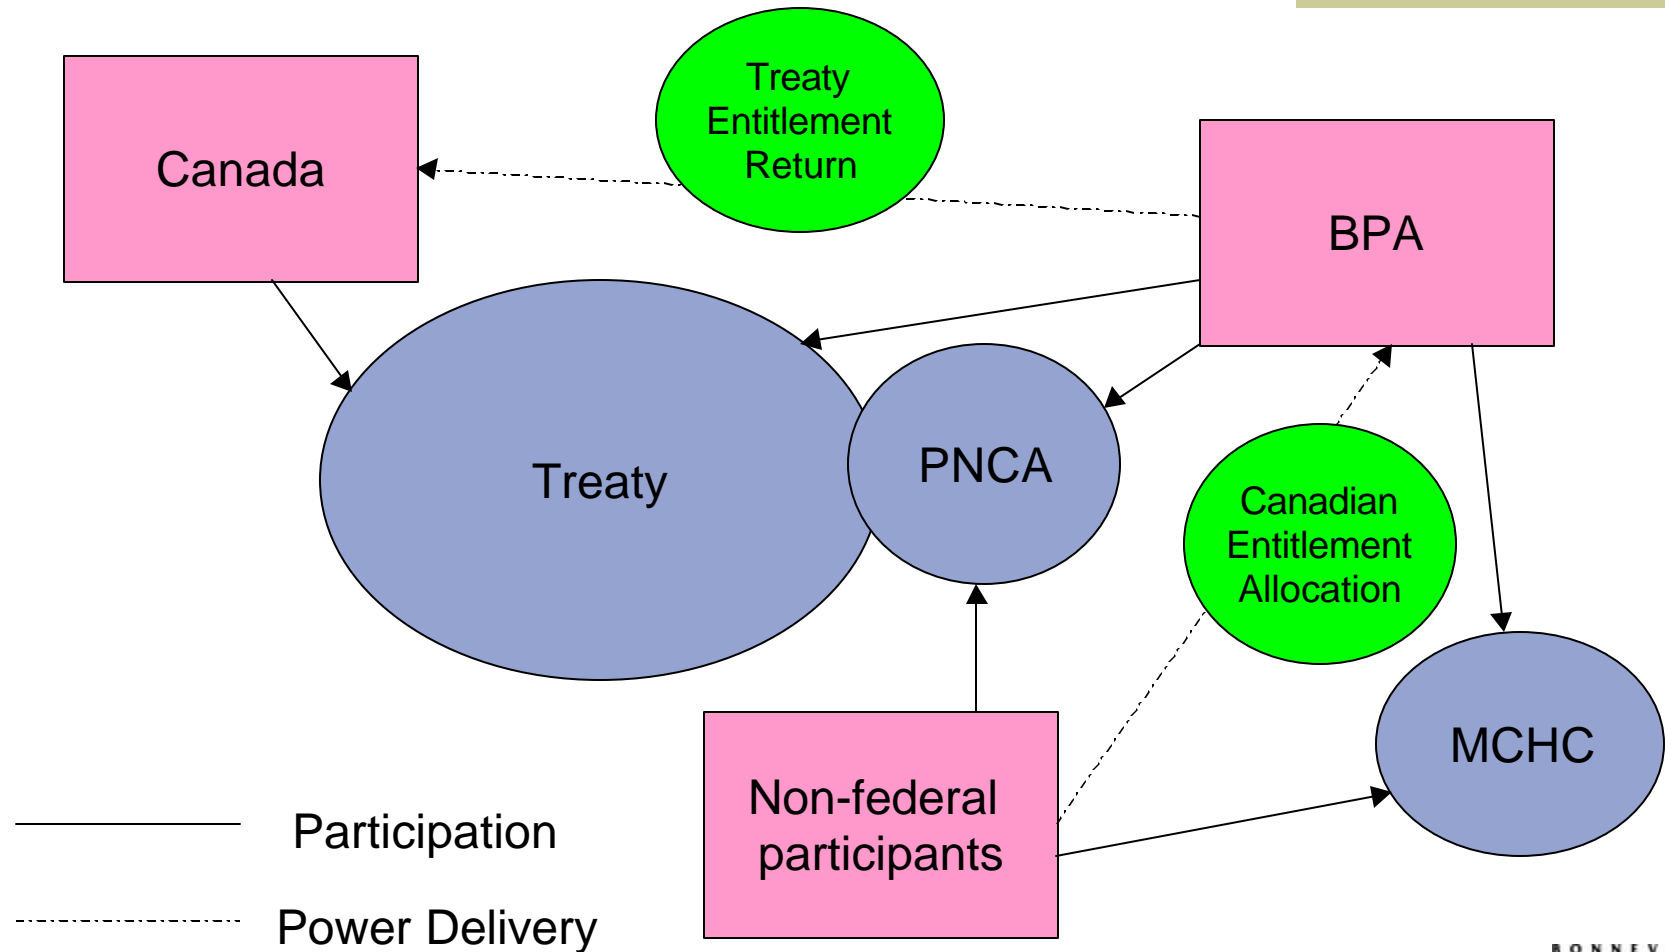 Treaty
Entitlement
Return
Canada
BPA
Treaty
PNCA
Canadian
Entitlement
Allocation
MCHC
Non-federal
participants
Participation
Power Delivery